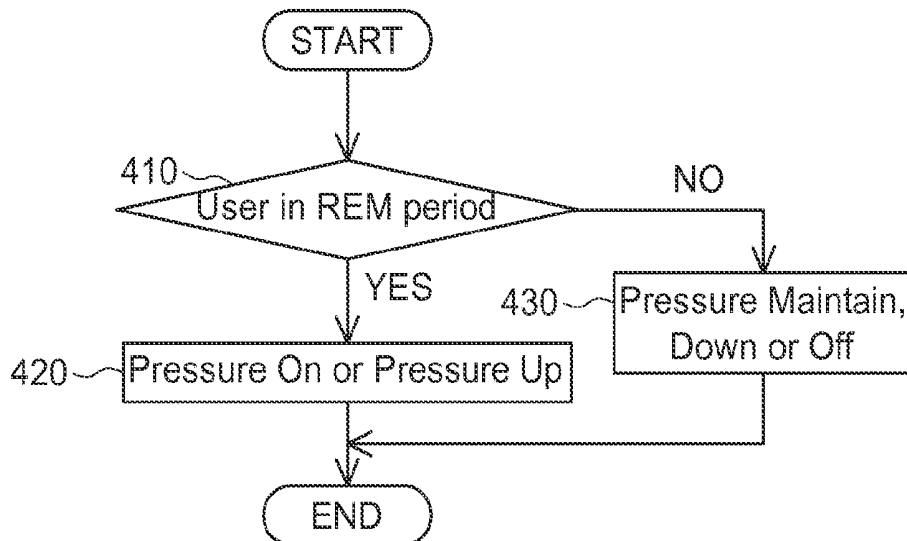 START
410
User in REM period
NO
YES
430
Pressure Maintain,
Down or Off
420
Pressure On or Pressure Up
END